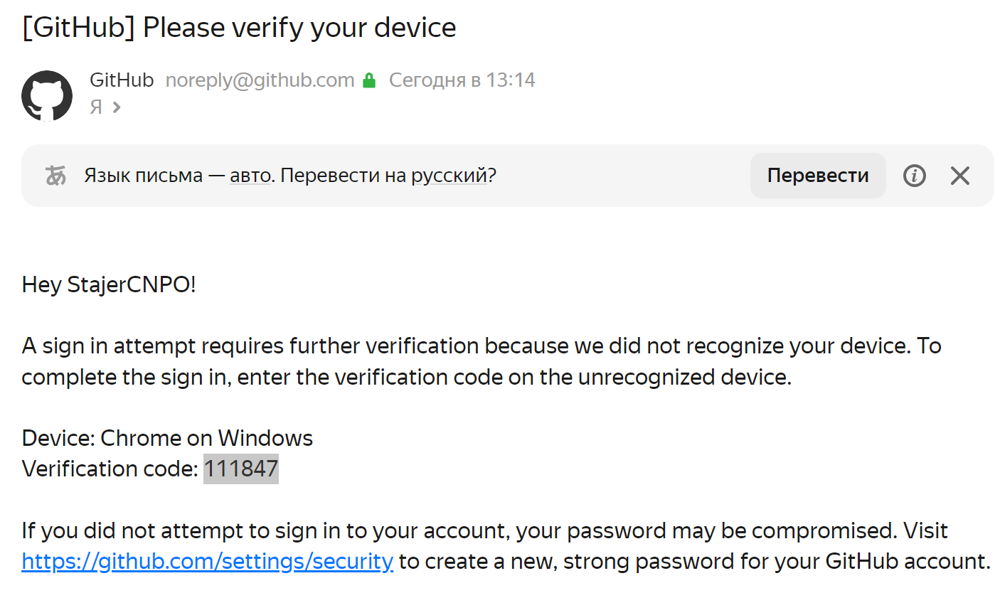 [GitHub] Please verify your device
GitHub noreply@github.com Сегодня в 13:14
Я
あ Язык письма — авто. Перевести на русский? Перевести
Hey StajerCNPO!
A sign in attempt requires further verification because we did not recognize your device. To
complete the sign in, enter the verification code on the unrecognized device.
Device: Chrome on Windows
Verification code: 111847
If you did not attempt to sign in to your account, your password may be compromised. Visit
https://github.com/settings/security to create a new, strong password for your GitHub account.